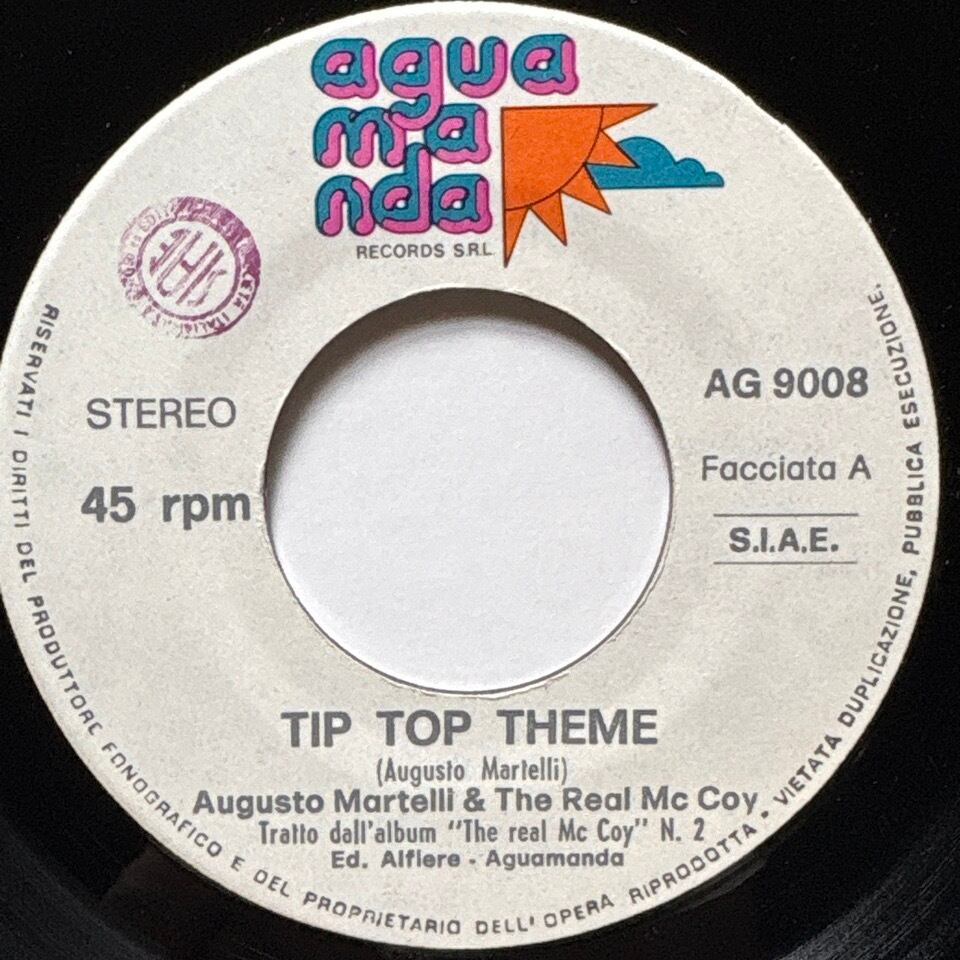 agua
ma
nda
RECORDS S.R.L.
STEREO
45 rpm
AG 9008
Facciata A
S.I.A.E.
TIP TOP THEME
(Augusto Martelli)
Augusto Martelli & The Real Mc Coy
Tratto dall'album "The real Mc Coy" N. 2
Ed. Alfiere - Aguamanda
RISERVATI I DIRITTI DEL PRODUTTORE FONOGRAFICO E DEL PROPRIETARIO DELL'OPERA RIPRODOTTA - VIETATA DUPLICAZIONE, PUBBLICA ESECUZIONE.